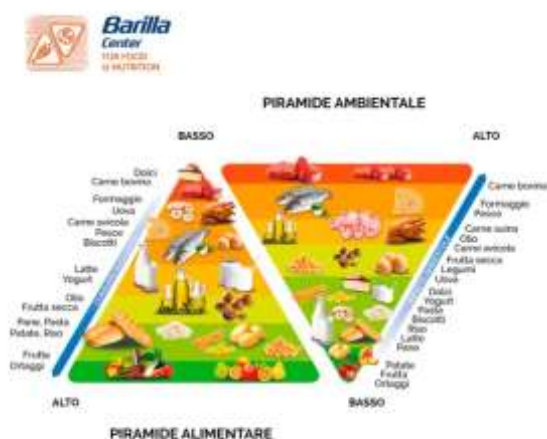 Barilla
Center
FOR FOOD
& NUTRITION
PIRAMIDE AMBIENTALE
BASSO
ALTO
Dolci
Carne bovina
Formaggio
Uova
Carne avicola
Pesce
Biscotti
Latte
Yogurt
Olio
Frutta secca
Pane, Pasta
Patate, Riso
Frutta
Ortaggi
Carne bovina
Formaggio
Pesce
Carne suina
Olio
Carne avicola
Frutta secca
Legumi
Uova
Dolci
Yogurt
Pasta
Biscotti
Riso
Latte
Pane
Patate
Frutta
Ortaggi
ALTO
BASSO
PIRAMIDE ALIMENTARE